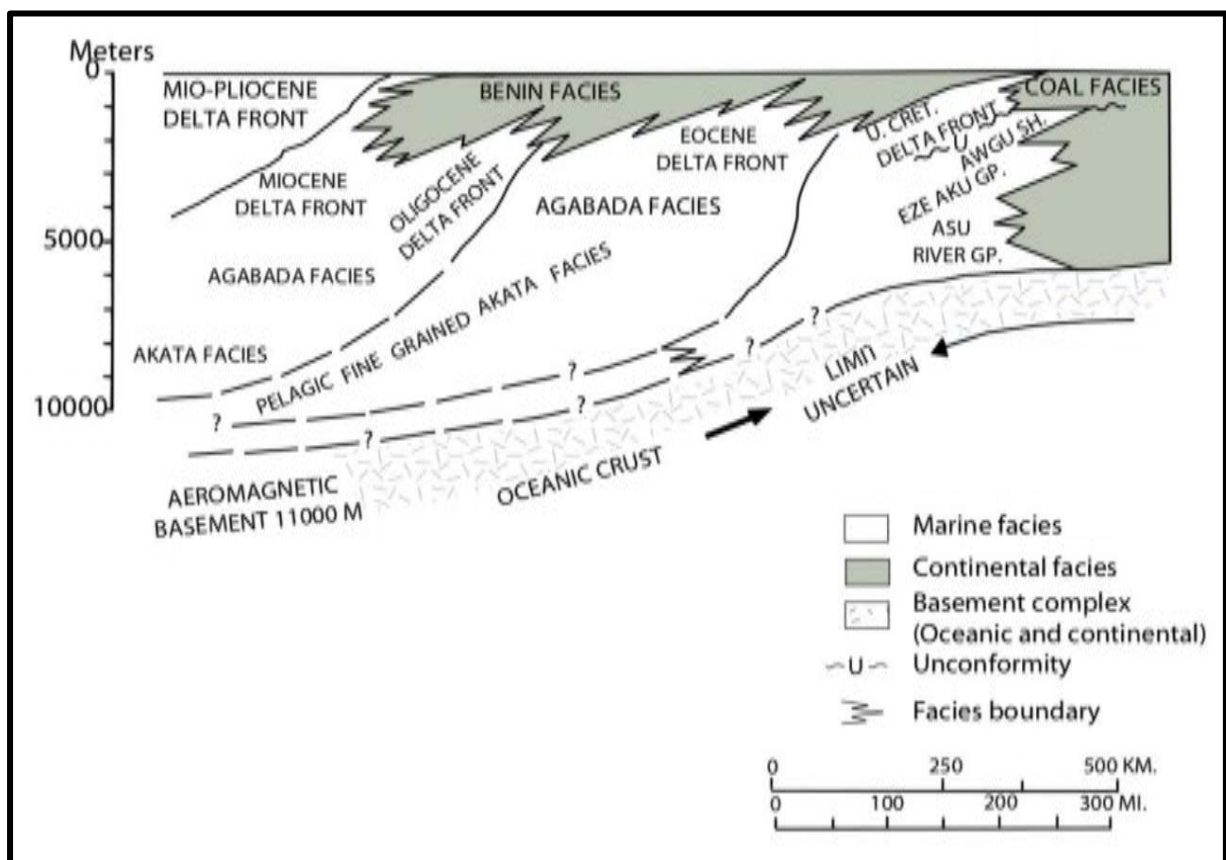 Meters
0
5000
10000
MIO-PLIOCENE
DELTA FRONT
BENIN FACIES
COAL FACIES
MIOCENE
DELTA FRONT
OLIGOCENE
DELTA FRONT
EOCENE
DELTA FRONT
U. CRET.
DELTA FRONT
U
AWGU SH.
EZE AKU GP.
ASU
RIVER GP.
AGABADA FACIES
AGABADA FACIES
AKATA FACIES
PELAGIC FINE GRAINED AKATA FACIES
?
?
?
?
?
?
LIMIT
UNCERTAIN
OCEANIC CRUST
AEROMAGNETIC
BASEMENT 11000 M
Marine facies
Continental facies
Basement complex
(Oceanic and continental)
U Unconformity
Facies boundary
0 250 500 KM.
0 100 200 300 MI.